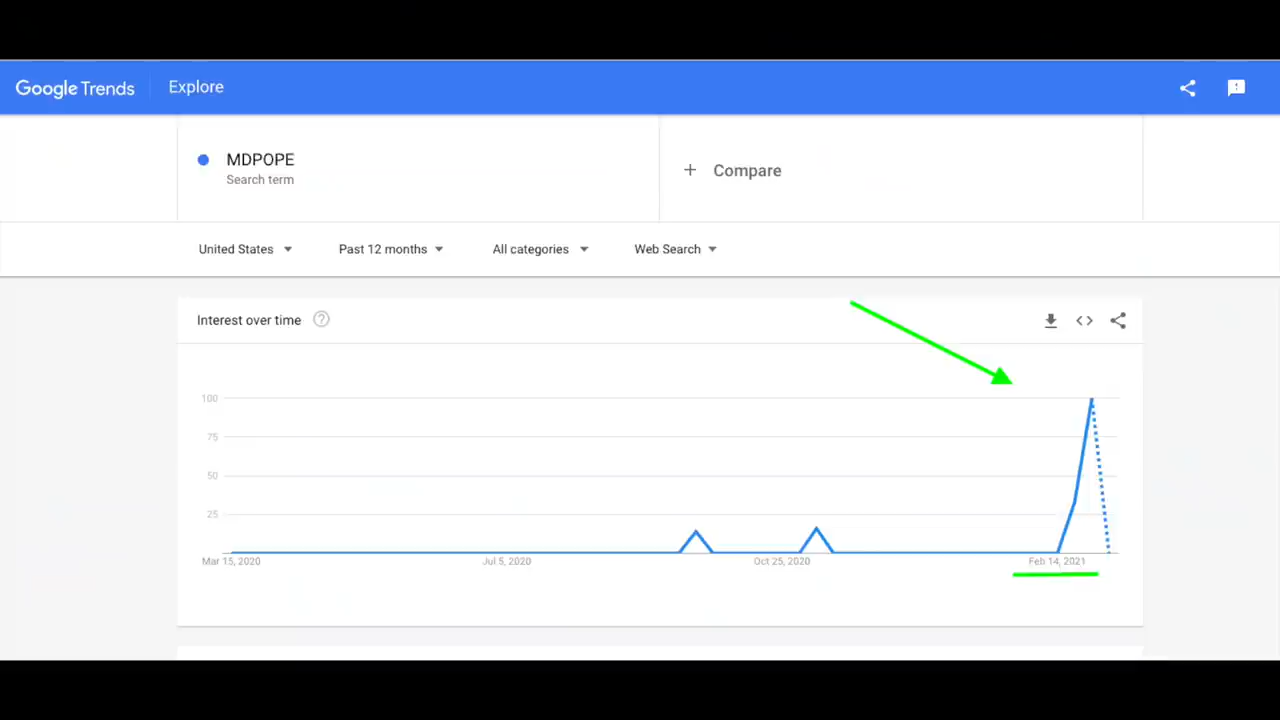 Google Trends Explore
MDPOPE
Search term
+ Compare
United States Past 12 months All categories Web Search
Interest over time ?
100
75
50
25
Mar 15, 2020 Jul 5, 2020 Oct 25, 2020 Feb 14, 2021